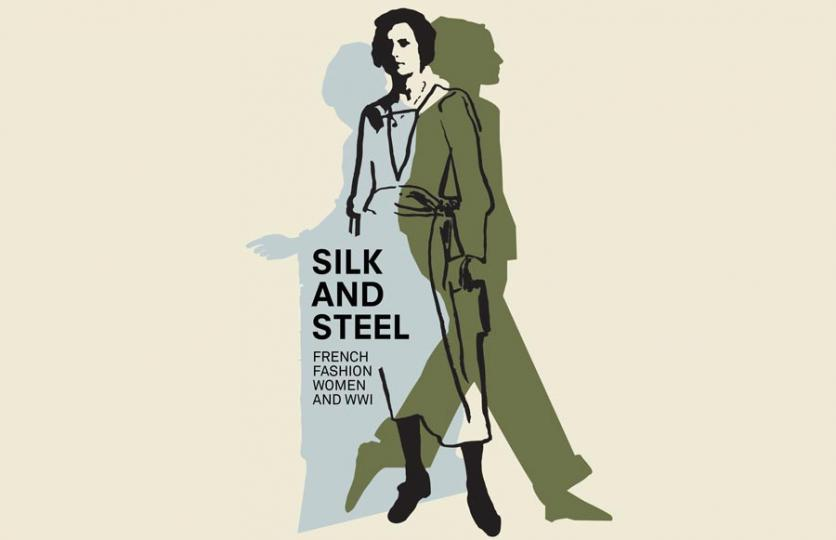 SILK
AND
STEEL
FRENCH
FASHION
WOMEN
AND WWI